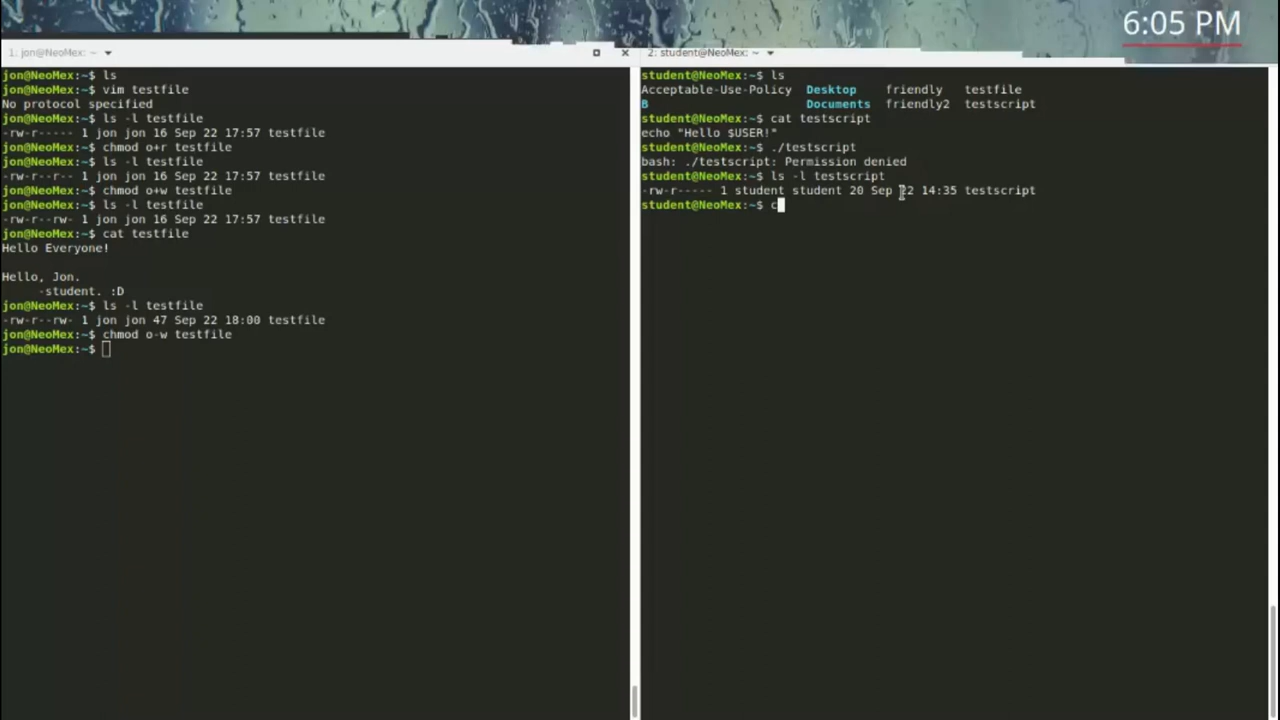 6:05 PM
1: jon@NeoMex: ~
jon@NeoMex:~$ ls
jon@NeoMex:~$ vim testfile
No protocol specified
jon@NeoMex:~$ ls -l testfile
-rw-r----- 1 jon jon 16 Sep 22 17:57 testfile
jon@NeoMex:~$ chmod o+r testfile
jon@NeoMex:~$ ls -l testfile
-rw-r--r-- 1 jon jon 16 Sep 22 17:57 testfile
jon@NeoMex:~$ chmod o+w testfile
jon@NeoMex:~$ ls -l testfile
-rw-r--rw- 1 jon jon 16 Sep 22 17:57 testfile
jon@NeoMex:~$ cat testfile
Hello Everyone!
Hello, Jon.
-student. :D
jon@NeoMex:~$ ls -l testfile
-rw-r--rw- 1 jon jon 47 Sep 22 18:00 testfile
jon@NeoMex:~$ chmod o-w testfile
jon@NeoMex:~$
2: student@NeoMex: ~
student@NeoMex:~$ ls
Acceptable-Use-Policy Desktop friendly testfile
B Documents friendly2 testscript
student@NeoMex:~$ cat testscript
echo "Hello $USER!"
student@NeoMex:~$ ./testscript
bash: ./testscript: Permission denied
student@NeoMex:~$ ls -l testscript
-rw-r----- 1 student student 20 Sep 22 14:35 testscript
student@NeoMex:~$ c